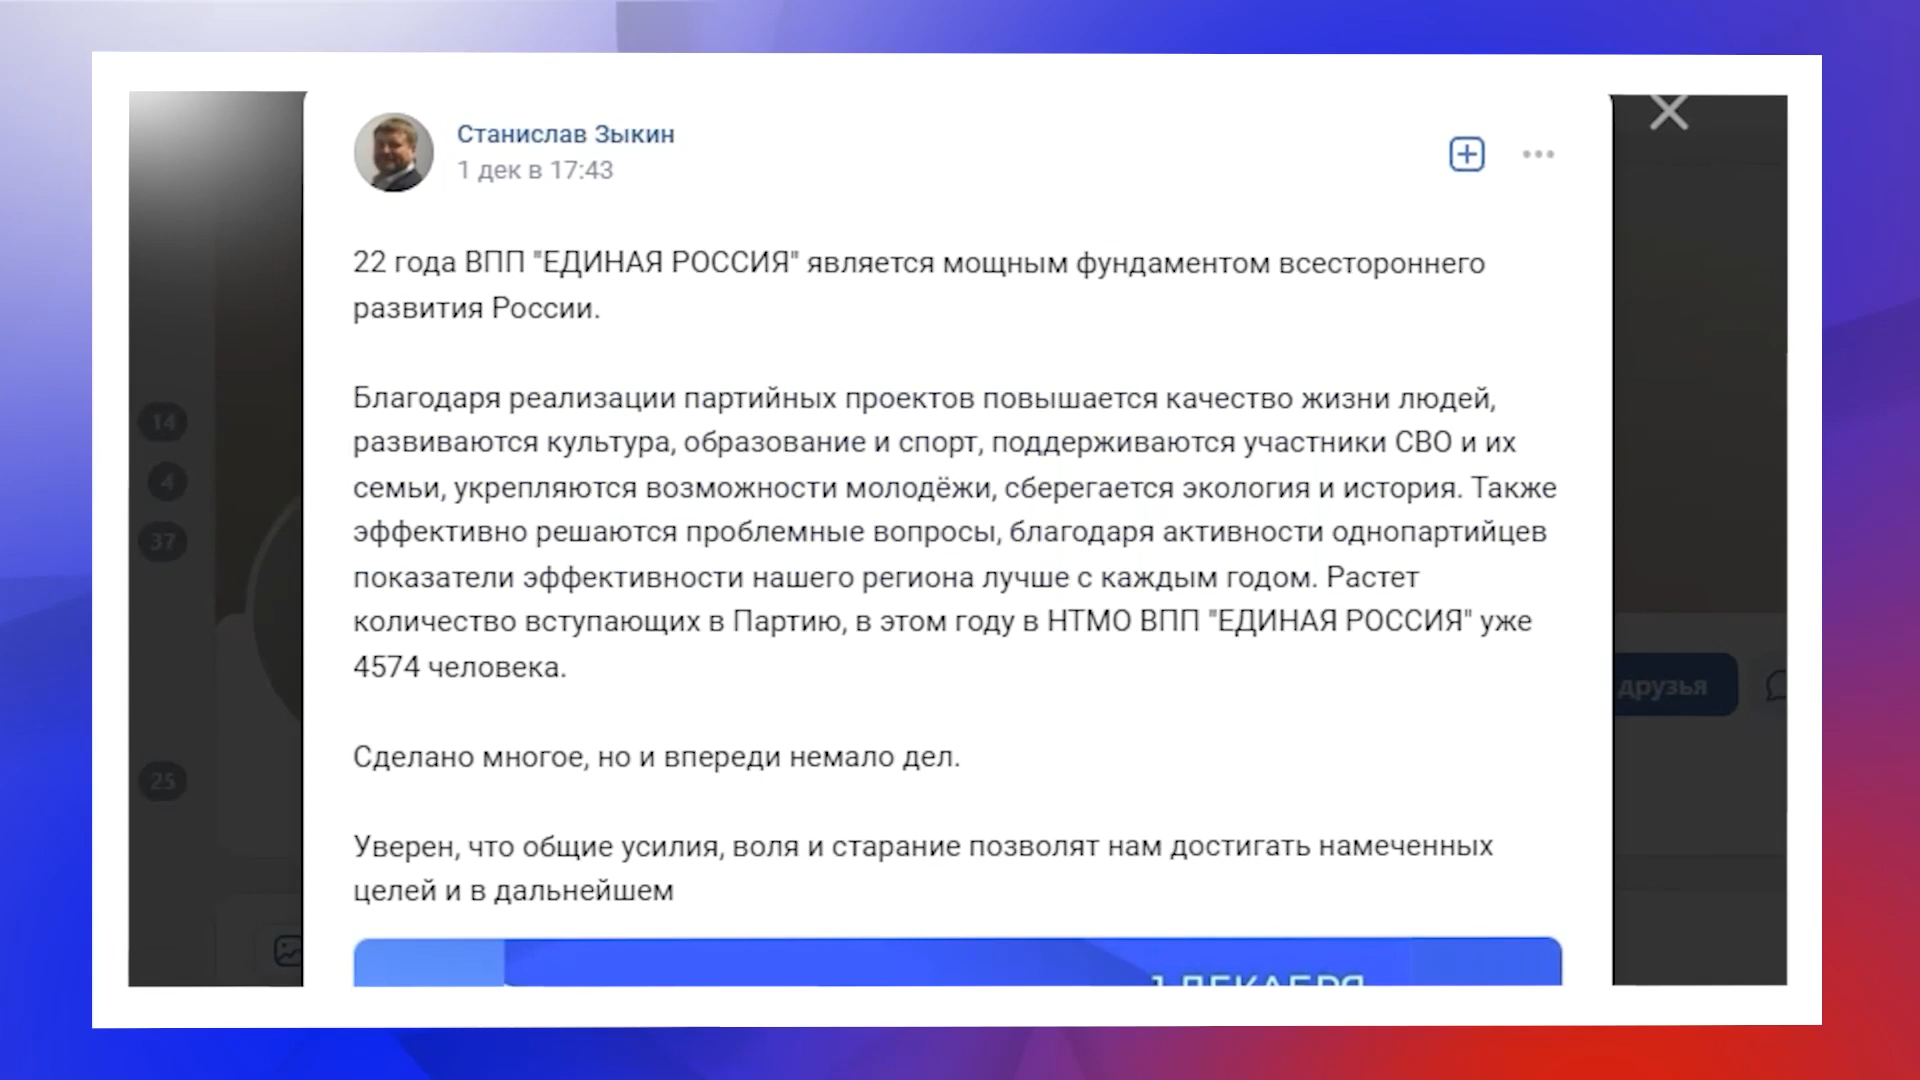 Станислав Зыкин
1 дек в 17:43
22 года ВПП "ЕДИНАЯ РОССИЯ" является мощным фундаментом всестороннего
развития России.
Благодаря реализации партийных проектов повышается качество жизни людей,
развиваются культура, образование и спорт, поддерживаются участники СВО и их
семьи, укрепляются возможности молодёжи, сберегается экология и история. Также
эффективно решаются проблемные вопросы, благодаря активности однопартийцев
показатели эффективности нашего региона лучше с каждым годом. Растет
количество вступающих в Партию, в этом году в НТМО ВПП "ЕДИНАЯ РОССИЯ" уже
4574 человека.
Сделано многое, но и впереди немало дел.
Уверен, что общие усилия, воля и старание позволят нам достигать намеченных
целей и в дальнейшем
1 ДЕКАБРЯ
14
4
37
25
друзья